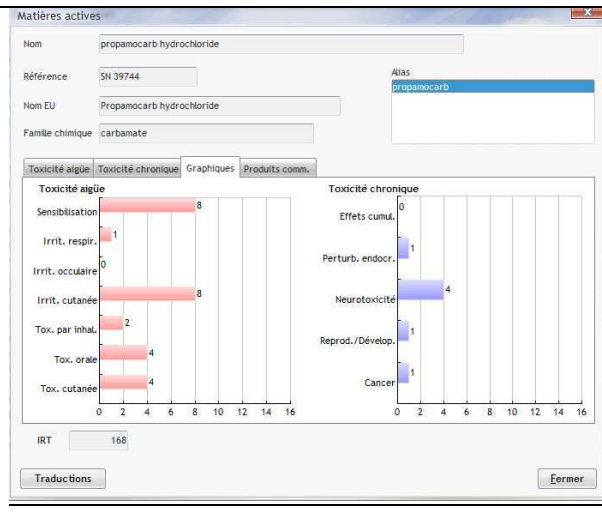 Matières actives
Nom
propamocarb hydrochloride
Référence
SN 39744
Alias
propamocarb
Nom EU
Propamocarb hydrochloride
Famille chimique
carbamate
Toxicité aigüe Toxicité chronique Graphiques Produits comm.
Toxicité aigüe
Sensibilisation 8
Irrit. respir. 1
Irrit. occulaire 0
Irrit. cutanée 8
Tox. par inhal. 2
Tox. orale 4
Tox. cutanée 4
0 2 4 6 8 10 12 14 16
Toxicité chronique
Effets cumul. 0
Perturb. endocr. 1
Neurotoxicité 4
Reprod./Dévelop. 1
Cancer 1
0 2 4 6 8 10 12 14 16
IRT 168
Traductions
Fermer